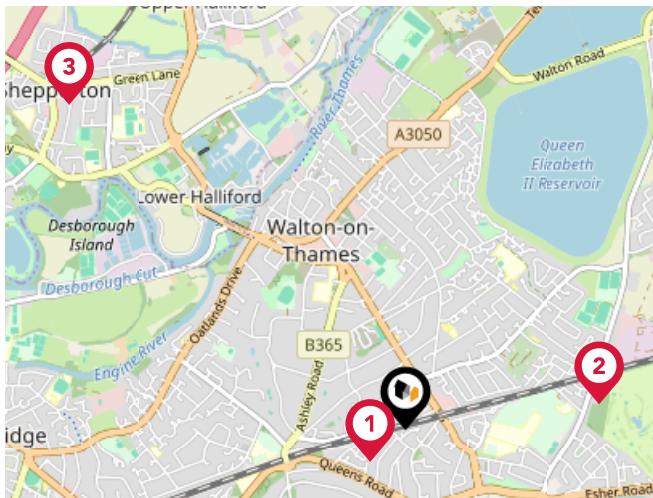 Upper Halliford
3
Green Lane
Shepperton
Walton Road
River Thames
A3050
Queen
Elizabeth
II Reservoir
Lower Halliford
Desborough
Island
Walton-on-
Thames
Desborough Cut
Oatlands Drive
Engine River
B365
Ashley Road
2
1
idge
Queens Road
Esher Road